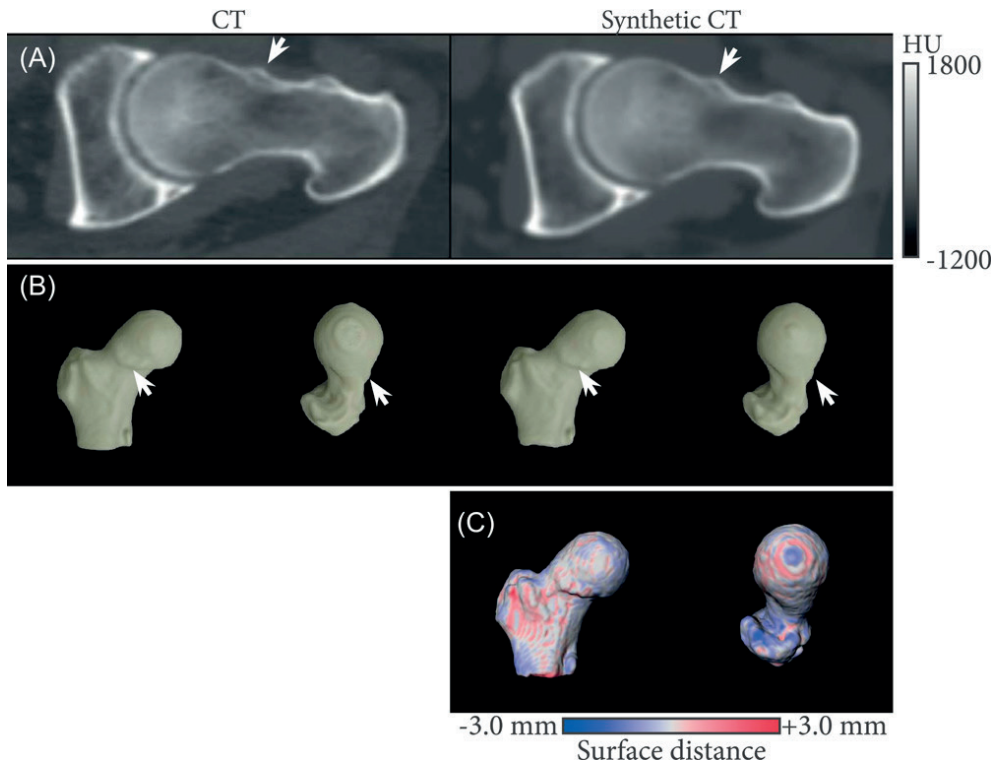 CT
Synthetic CT
(A)
HU
1800
-1200
(B)
(C)
-3.0 mm
+3.0 mm
Surface distance